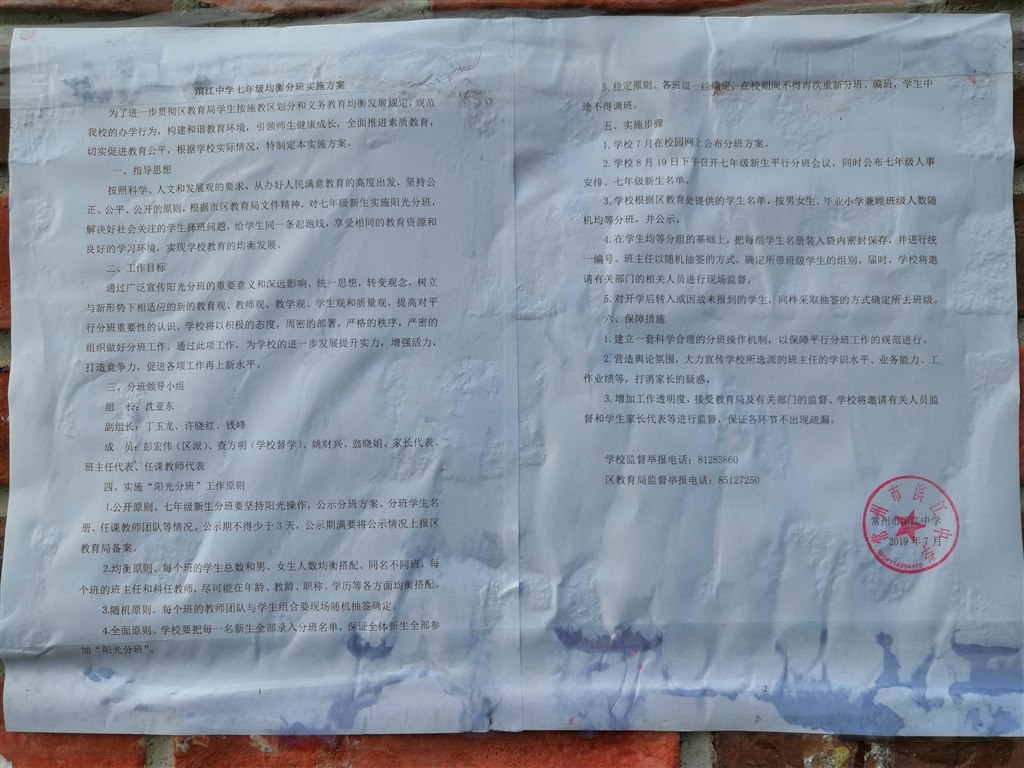 滨江中学七年级均衡分班实施方案
为了进一步贯彻区教育局学生按施教区划分和义务教育均衡发展规定，规范
我校的办学行为，构建和谐教育环境，引领师生健康成长，全面推进素质教育，
切实促进教育公平，根据学校实际情况，特制定本实施方案。
一、指导思想
按照科学、人文和发展观的要求，从办好人民满意教育的高度出发，坚持公
正、公平、公开的原则，根据市区教育局文件精神，对七年级新生实施阳光分班，
解决好社会关注的学生择班问题，给学生同一条起跑线，享受相同的教育资源和
良好的学习环境，实现学校教育的均衡发展。
二、工作目标
通过广泛宣传阳光分班的重要意义和深远影响，统一思想，转变观念，树立
与新形势下相适应的新的教育观、教师观、教学观、学生观和质量观，提高对平
行分班重要性的认识。学校将以积极的态度，周密的部署，严格的秩序，严密的
组织做好分班工作。通过此项工作，为学校的进一步发展提升实力，增强活力，
打造竞争力，促进各项工作再上新水平。
三、分班领导小组
组 长：沈亚东
副组长：丁玉龙、许晓红、钱峰
成 员：彭宏伟（区派）、查方明（学校督学）、姚财兴、翁晓娟、家长代表、
班主任代表、任课教师代表
四、实施“阳光分班”工作原则
1.公开原则。七年级新生分班要坚持阳光操作，公示分班方案、分班学生名
册、任课教师团队等情况。公示期不得少于 3 天，公示期满要将公示情况上报区
教育局备案。
2.均衡原则。每个班的学生总数和男、女生人数均衡搭配，同名不同班。每
个班的班主任和科任教师，尽可能在年龄、教龄、职称、学历等各方面均衡搭配。
3.随机原则。每个班的教师团队与学生组合要现场随机抽签确定。
4.全面原则。学校要把每一名新生全部录入分班名单，保证全体新生全部参
加“阳光分班”。
1
5.稳定原则。各班级一经确定，在校期间不得再次重新分班、编班，学生中
途不得调班。
五、实施步骤
1.学校 7 月在校园网上公布分班方案。
2.学校 8 月 19 日下午召开七年级新生平行分班会议，同时公布七年级人事
安排、七年级新生名单。
3.学校根据区教育处提供的学生名单，按男女生、毕业小学兼顾班级人数随
机均等分班，并公示。
4.在学生均等分组的基础上，把每组学生名册装入袋内密封保存，并进行统
一编号。班主任以随机抽签的方式，确定所带班级学生的组别。届时，学校将邀
请有关部门的相关人员进行现场监督。
5.对开学后转入或因故未报到的学生，同样采取抽签的方式确定所去班级。
六、保障措施
1.建立一套科学合理的分班操作机制，以保障平行分班工作的规范进行。
2.营造舆论氛围，大力宣传学校所选派的班主任的学识水平、业务能力、工
作业绩等，打消家长的疑惑。
3.增加工作透明度，接受教育局及有关部门的监督。学校将邀请有关人员监
督和学生家长代表等进行监督，保证各环节不出现疏漏。
学校监督举报电话：81285860
区教育局监督举报电话：85127250
常州市滨江中学
2019 年 7 月
常州市滨江中学
2